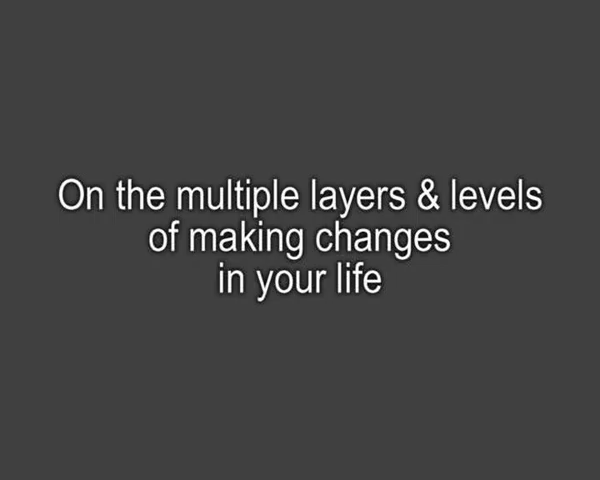 On the multiple layers & levels
of making changes
in your life